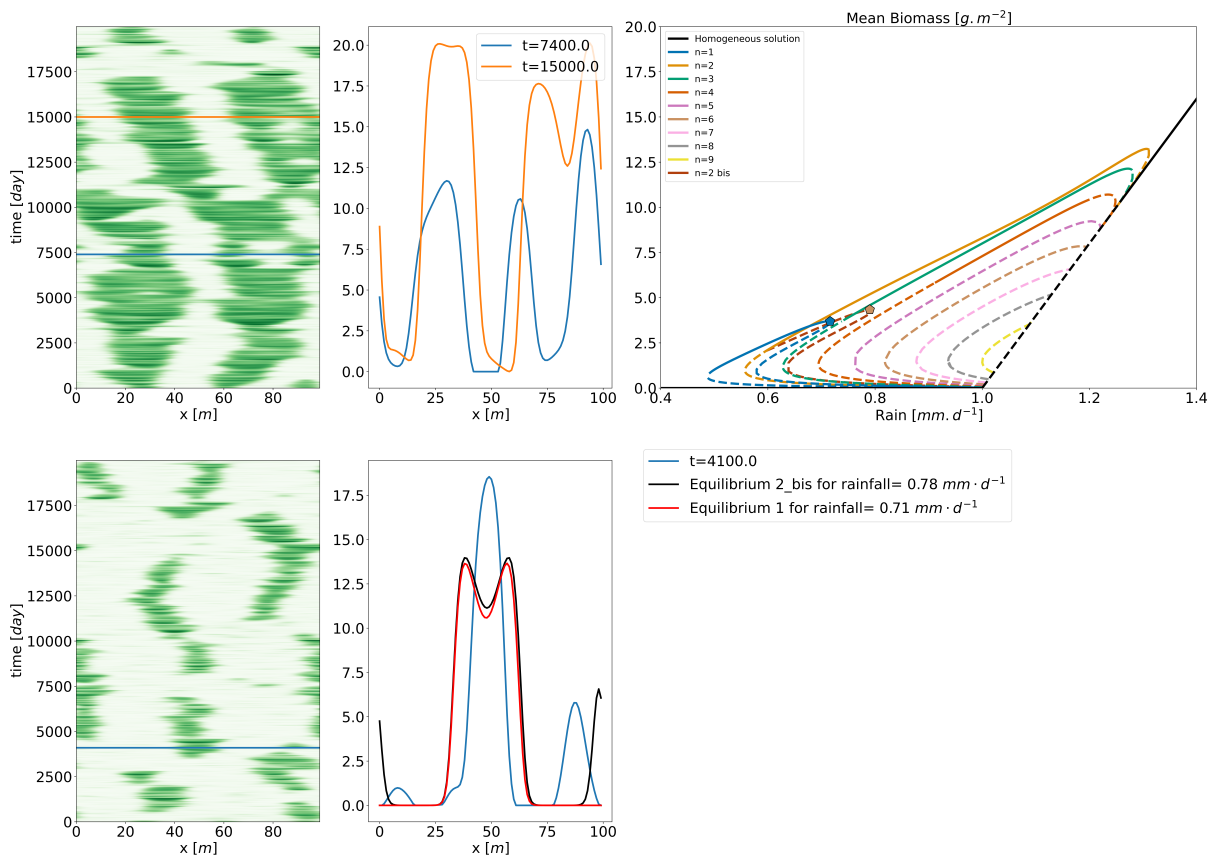 Mean Biomass [g.m⁻²]
17500
15000
12500
10000
7500
5000
2500
0
time [day]
20
40
60
80
x [m]
20.0
17.5
15.0
12.5
10.0
7.5
5.0
2.5
0.0
t=7400.0
t=15000.0
0
25
50
75
100
x [m]
20.0
17.5
15.0
12.5
10.0
7.5
5.0
2.5
0.0
Homogeneous solution
n=1
n=2
n=3
n=4
n=5
n=6
n=7
n=8
n=9
n=2 bis
0.4
0.6
0.8
1.0
1.2
1.4
Rain [mm.d⁻¹]
17500
15000
12500
10000
7500
5000
2500
0
time [day]
0
20
40
60
80
x [m]
17.5
15.0
12.5
10.0
7.5
5.0
2.5
0.0
0
25
50
75
100
x [m]
t=4100.0
Equilibrium 2_bis for rainfall= 0.78 mm · d⁻¹
Equilibrium 1 for rainfall= 0.71 mm · d⁻¹